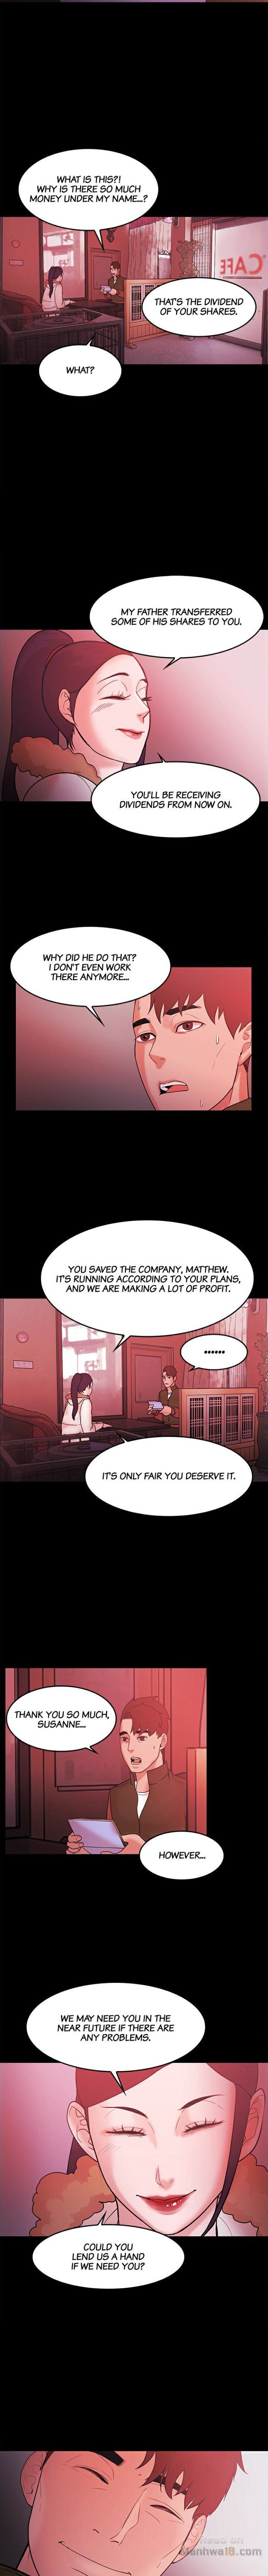 WHAT IS THIS?!
WHY IS THERE SO MUCH
MONEY UNDER MY NAME...?
CAFE
THAT'S THE DIVIDEND
OF YOUR SHARES.
WHAT?
MY FATHER TRANSFERRED
SOME OF HIS SHARES TO YOU.
YOU'LL BE RECEIVING
DIVIDENDS FROM NOW ON.
WHY DID HE DO THAT?
I DON'T EVEN WORK
THERE ANYMORE...
YOU SAVED THE COMPANY, MATTHEW.
IT'S RUNNING ACCORDING TO YOUR PLANS,
AND WE ARE MAKING A LOT OF PROFIT.
......
IT'S ONLY FAIR YOU DESERVE IT.
THANK YOU SO MUCH,
SUSANNE...
HOWEVER...
WE MAY NEED YOU IN THE
NEAR FUTURE IF THERE ARE
ANY PROBLEMS.
COULD YOU
LEND US A HAND
IF WE NEED YOU?
Read on
Manhwa18.com